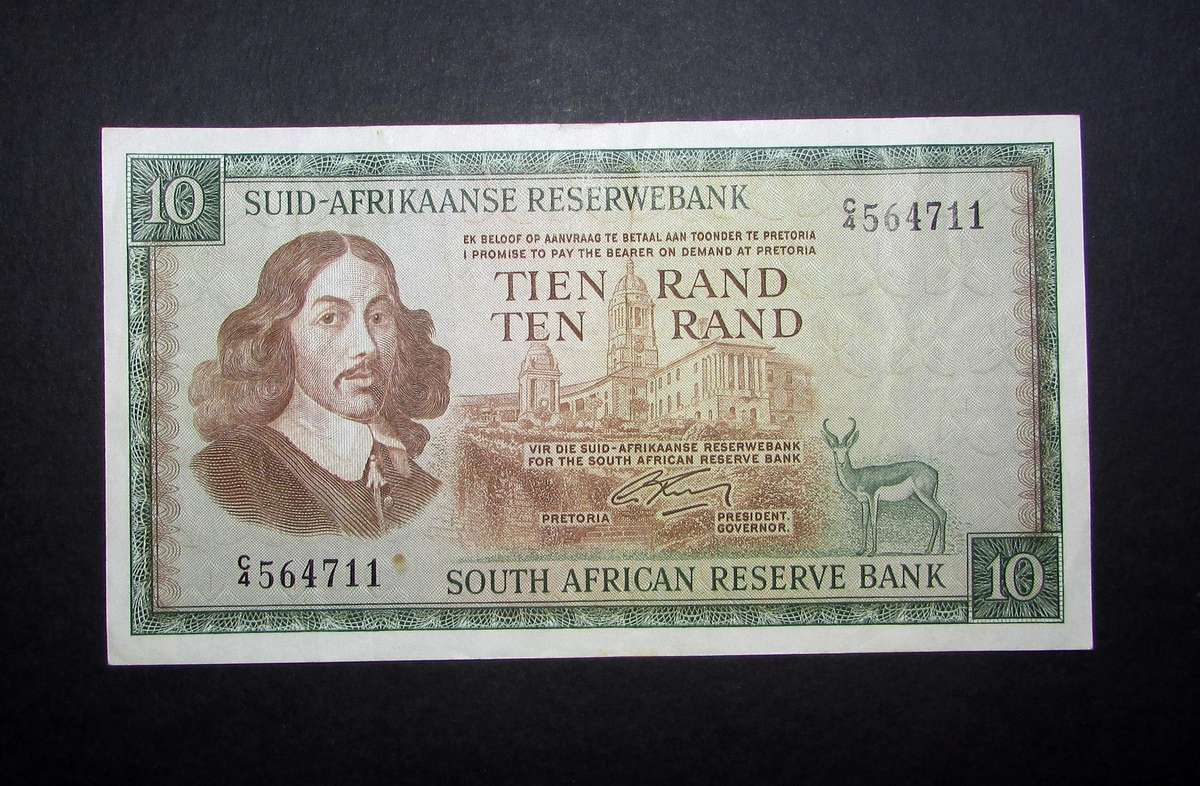 10
SUID-AFRIKAANSE RESERWEBANK
C/4 564711
EK BELOOF OP AANVRAAG TE BETAAL AAN TOONDER TE PRETORIA
I PROMISE TO PAY THE BEARER ON DEMAND AT PRETORIA
TIEN RAND
TEN RAND
VIR DIE SUID-AFRIKAANSE RESERWEBANK
FOR THE SOUTH AFRICAN RESERVE BANK
PRETORIA
PRESIDENT.
GOVERNOR.
C/4 564711
SOUTH AFRICAN RESERVE BANK
10